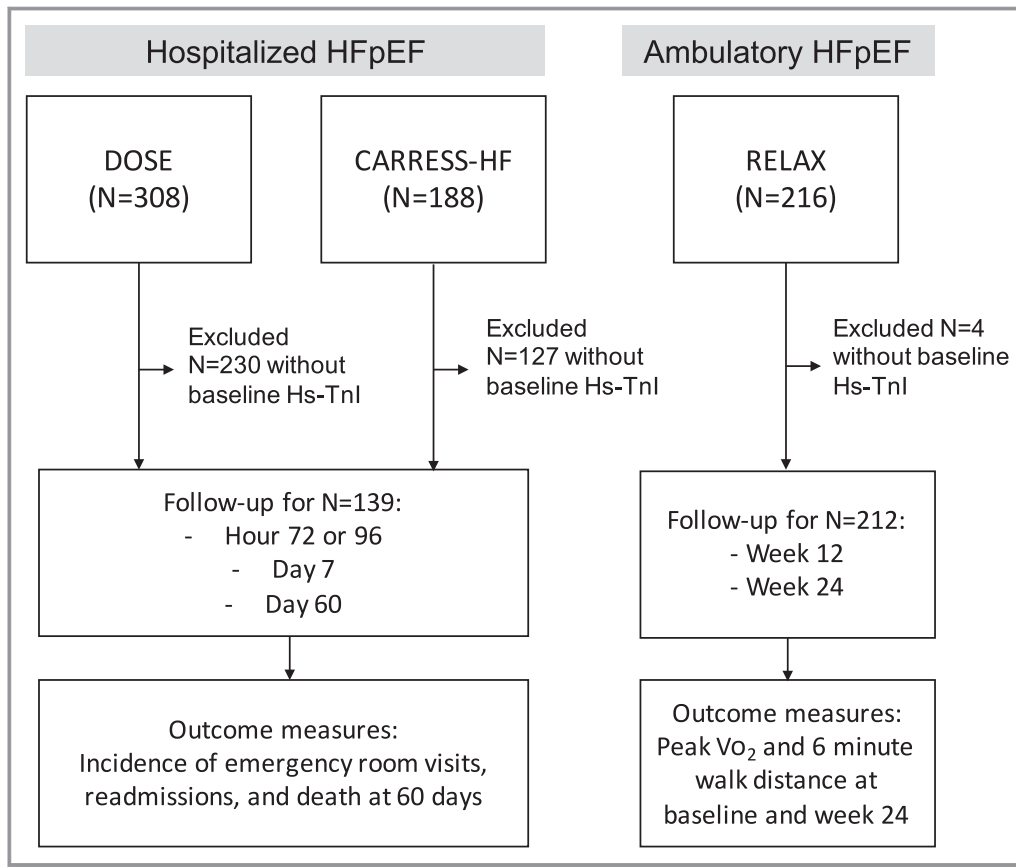 Hospitalized HFpEF
Ambulatory HFpEF
DOSE
(N=308)
CARRESS-HF
(N=188)
RELAX
(N=216)
Excluded
N=230 without
baseline Hs-TnI
Excluded
N=127 without
baseline Hs-TnI
Excluded N=4
without baseline
Hs-TnI
Follow-up for N=139:
- Hour 72 or 96
- Day 7
- Day 60
Follow-up for N=212:
- Week 12
- Week 24
Outcome measures:
Incidence of emergency room visits,
readmissions, and death at 60 days
Outcome measures:
Peak VO₂ and 6 minute
walk distance at
baseline and week 24